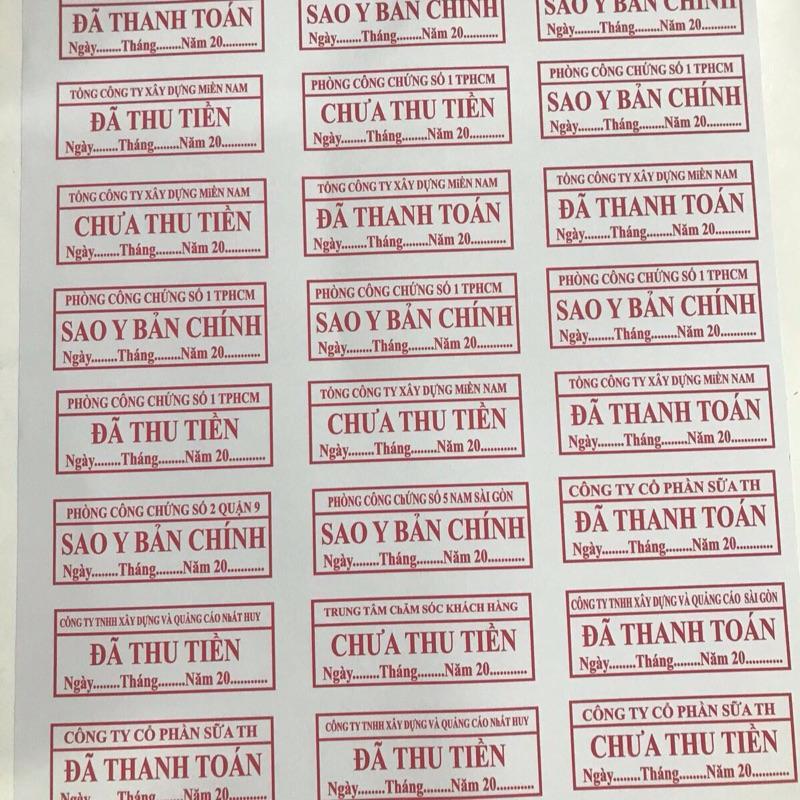 ĐÃ THANH TOÁN
Ngày........Tháng........Năm 20...........
SAO Y BẢN CHÍNH
Ngày........Tháng........Năm 20...........
SAO Y BẢN CHÍNH
Ngày........Tháng........Năm 20...........
TỔNG CÔNG TY XÂY DỰNG MiỀN NAM
ĐÃ THU TIỀN
Ngày........Tháng........Năm 20...........
PHÒNG CÔNG CHỨNG SỐ 1 TPHCM
CHƯA THU TIỀN
Ngày........Tháng........Năm 20...........
PHÒNG CÔNG CHỨNG SỐ 1 TPHCM
SAO Y BẢN CHÍNH
Ngày........Tháng........Năm 20...........
TỔNG CÔNG TY XÂY DỰNG MiỀN NAM
CHƯA THU TIỀN
Ngày........Tháng........Năm 20...........
TỔNG CÔNG TY XÂY DỰNG MiỀN NAM
ĐÃ THANH TOÁN
Ngày........Tháng........Năm 20...........
TỔNG CÔNG TY XÂY DỰNG MiỀN NAM
ĐÃ THANH TOÁN
Ngày........Tháng........Năm 20...........
PHÒNG CÔNG CHỨNG SỐ 1 TPHCM
SAO Y BẢN CHÍNH
Ngày........Tháng........Năm 20...........
PHÒNG CÔNG CHỨNG SỐ 1 TPHCM
SAO Y BẢN CHÍNH
Ngày........Tháng........Năm 20...........
PHÒNG CÔNG CHỨNG SỐ 1 TPHCM
SAO Y BẢN CHÍNH
Ngày........Tháng........Năm 20...........
PHÒNG CÔNG CHỨNG SỐ 1 TPHCM
ĐÃ THU TIỀN
Ngày........Tháng........Năm 20...........
TỔNG CÔNG TY XÂY DỰNG MiỀN NAM
CHƯA THU TIỀN
Ngày........Tháng........Năm 20...........
TỔNG CÔNG TY XÂY DỰNG MiỀN NAM
ĐÃ THANH TOÁN
Ngày........Tháng........Năm 20...........
PHÒNG CÔNG CHỨNG SỐ 2 QUẬN 9
SAO Y BẢN CHÍNH
Ngày........Tháng........Năm 20...........
PHÒNG CÔNG ChỨNG SỐ 5 NAM SÀI GÒN
SAO Y BẢN CHÍNH
Ngày........Tháng........Năm 20...........
CÔNG TY CỔ PHẦN SỮA TH
ĐÃ THANH TOÁN
Ngày........Tháng........Năm 20...........
CÔNG TY TNHH XÂY DỰNG VÀ QUẢNG CÁO NhẤT HUY
ĐÃ THU TIỀN
Ngày........Tháng........Năm 20...........
TRUNG TÂM ChĂM SÓC KHÁCH HÀNG
CHƯA THU TIỀN
Ngày........Tháng........Năm 20...........
CÔNG TY TNHH XÂY DỰNG VÀ QUẢNG CÁO SÀI GÒN
ĐÃ THANH TOÁN
Ngày........Tháng........Năm 20...........
CÔNG TY CỔ PHẦN SỮA TH
ĐÃ THANH TOÁN
Ngày........Tháng........Năm 20...........
CÔNG TY TNHH XÂY DỰNG VÀ QUẢNG CÁO NhẤT HUY
ĐÃ THU TIỀN
Ngày........Tháng........Năm 20...........
CÔNG TY CỔ PHẦN SỮA TH
CHƯA THU TIỀN
Ngày........Tháng........Năm 20...........